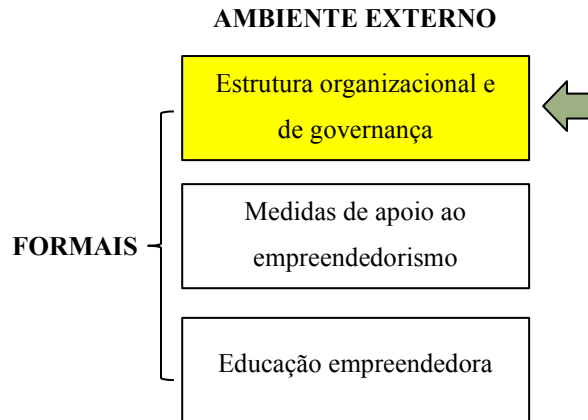 AMBIENTE EXTERNO
Estrutura organizacional e
de governança
Medidas de apoio ao
empreendedorismo
FORMAIS
Educação empreendedora